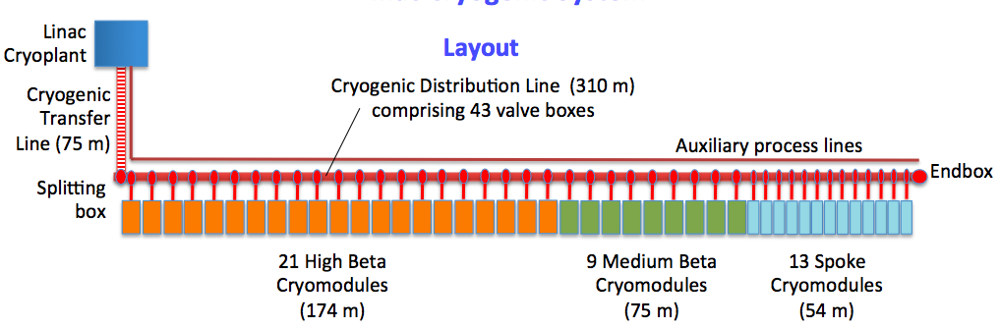 Layout
Linac
Cryoplant
Cryogenic Distribution Line (310 m)
comprising 43 valve boxes
Cryogenic
Transfer
Line (75 m)
Auxiliary process lines
Endbox
Splitting
box
21 High Beta
Cryomodules
(174 m)
9 Medium Beta
Cryomodules
(75 m)
13 Spoke
Cryomodules
(54 m)